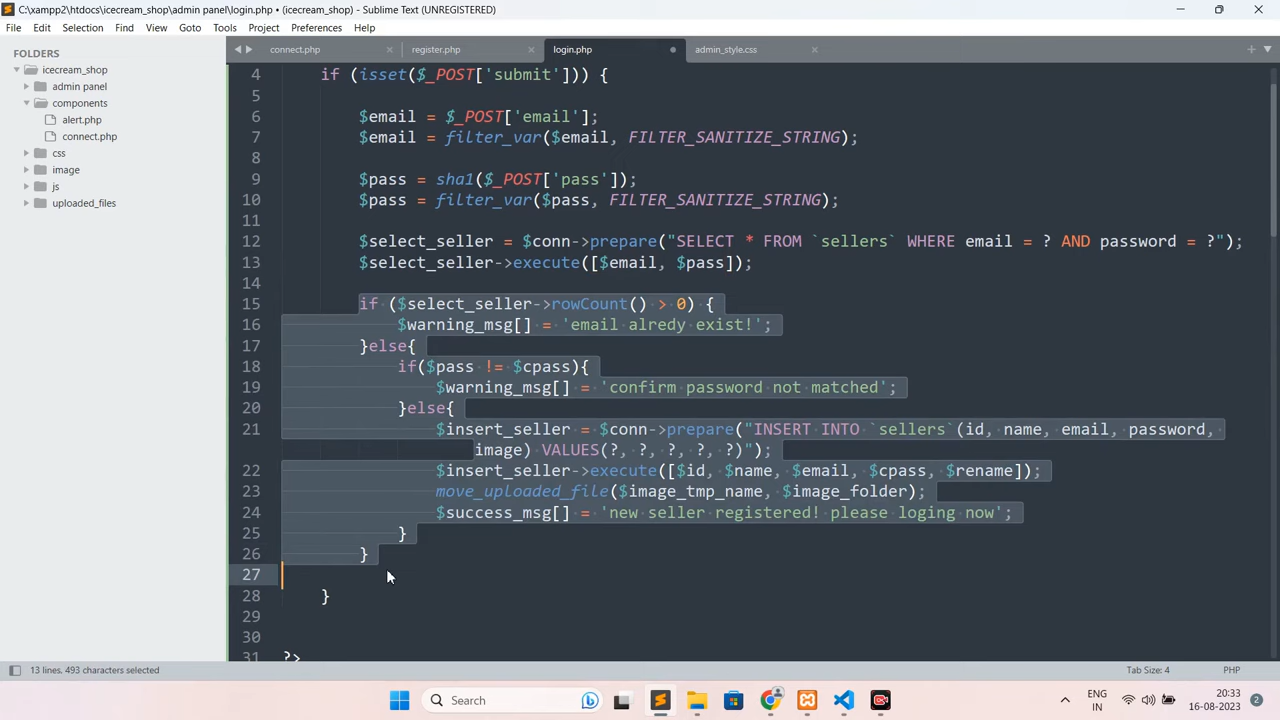 C:\xampp2\htdocs\icecream_shop\admin panel\login.php • (icecream_shop) - Sublime Text (UNREGISTERED)
File Edit Selection Find View Goto Tools Project Preferences Help
FOLDERS
icecream_shop
admin panel
components
alert.php
connect.php
css
image
js
uploaded_files
connect.php register.php login.php admin_style.css
4 if (isset($_POST['submit'])) {
5
6 $email = $_POST['email'];
7 $email = filter_var($email, FILTER_SANITIZE_STRING);
8
9 $pass = sha1($_POST['pass']);
10 $pass = filter_var($pass, FILTER_SANITIZE_STRING);
11
12 $select_seller = $conn->prepare("SELECT * FROM `sellers` WHERE email = ? AND password = ?");
13 $select_seller->execute([$email, $pass]);
14
15 if ($select_seller->rowCount() > 0) {
16 $warning_msg[] = 'email alredy exist!';
17 }else{
18 if($pass != $cpass){
19 $warning_msg[] = 'confirm password not matched';
20 }else{
21 $insert_seller = $conn->prepare("INSERT INTO `sellers`(id, name, email, password,
image) VALUES(?, ?, ?, ?, ?)");
22 $insert_seller->execute([$id, $name, $email, $cpass, $rename]);
23 move_uploaded_file($image_tmp_name, $image_folder);
24 $success_msg[] = 'new seller registered! please loging now';
25 }
26 }
27
28 }
29
30
31 ?>
13 lines, 493 characters selected
Tab Size: 4 PHP
Search
ENG
IN
20:33
16-08-2023
2